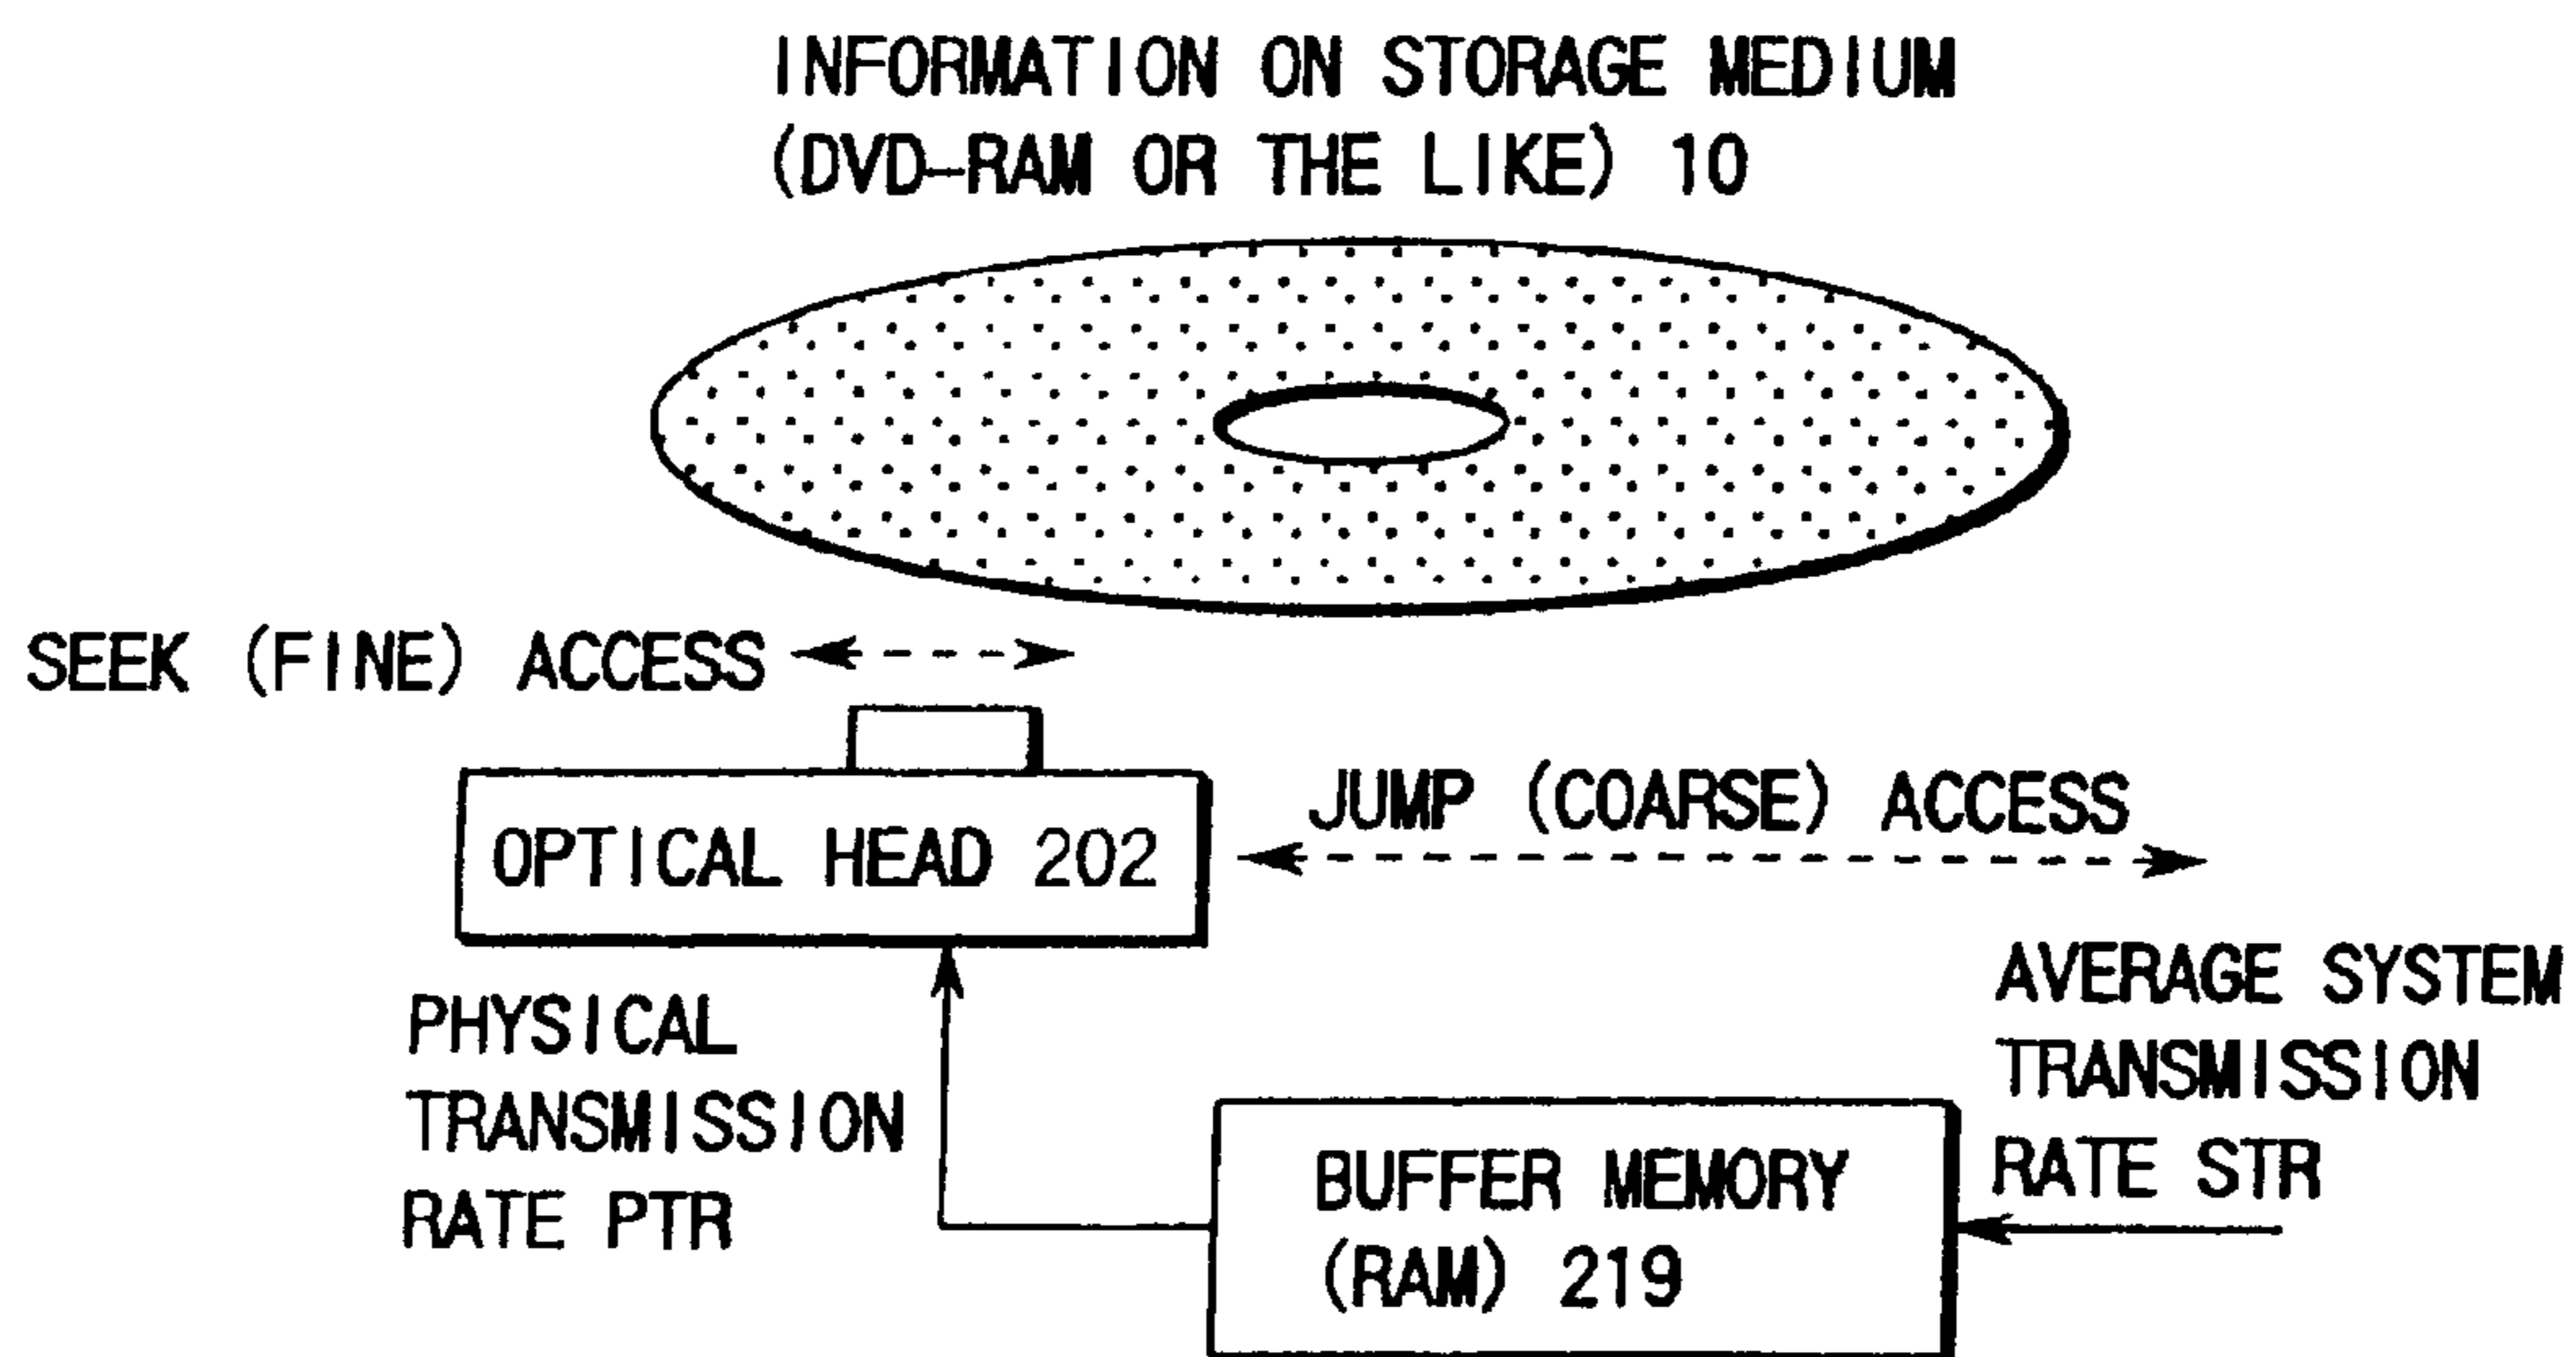 INFORMATION ON STORAGE MEDIUM
(DVD-RAM OR THE LIKE) 10
SEEK (FINE) ACCESS
OPTICAL HEAD 202
JUMP (COARSE) ACCESS
PHYSICAL
TRANSMISSION
RATE PTR
AVERAGE SYSTEM
TRANSMISSION
RATE STR
BUFFER MEMORY
(RAM) 219